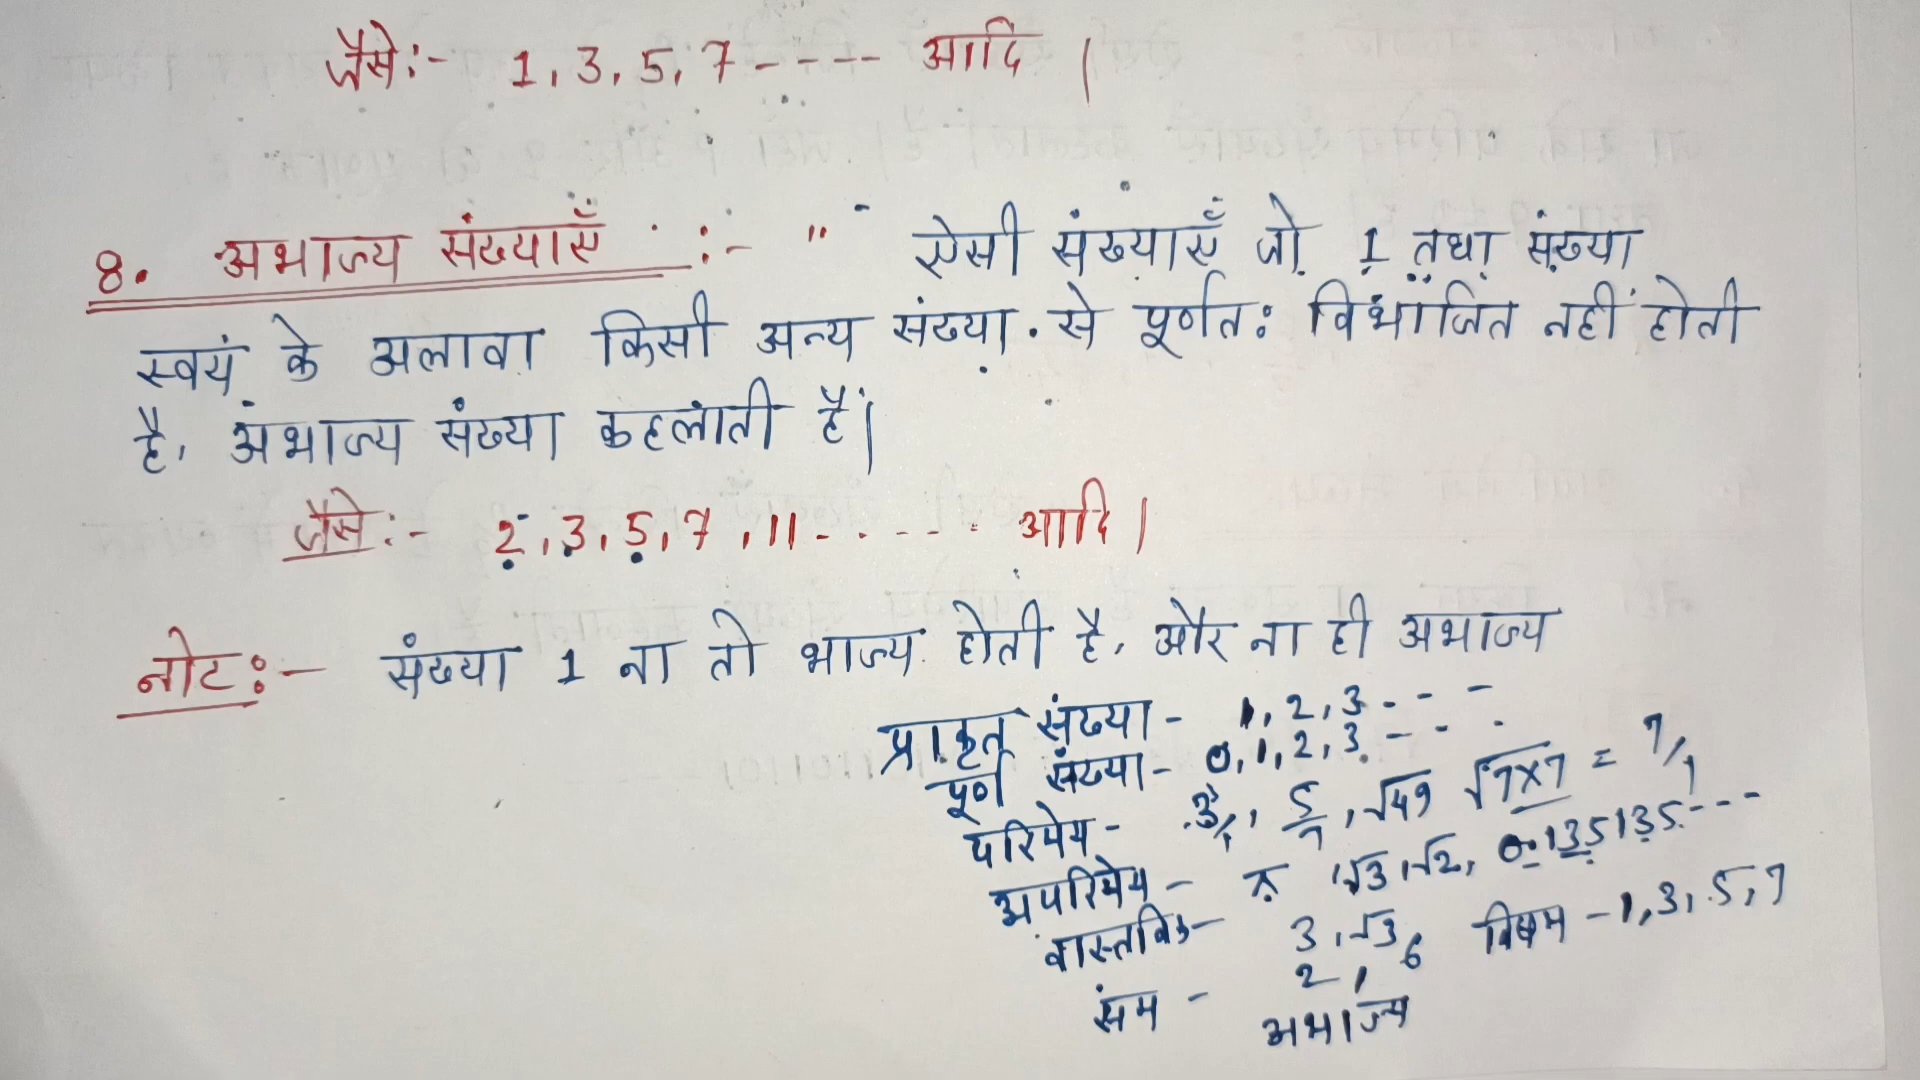 जैसे:- 1, 3, 5, 7 - - - - आदि |
8. अभाज्य संख्याएँ :- " ऐसी संख्याएँ जो 1 तथा संख्या
स्वयं के अलावा किसी अन्य संख्या से पूर्णत: विभाजित नहीं होती
है, अभाज्य संख्या कहलाती हैं|
जैसे:- 2, 3, 5, 7, 11 - - - - - आदि |
नोट:- संख्या 1 ना तो भाज्य होती है, और ना ही अभाज्य
प्राकृत संख्या - 1, 2, 3 - - -
पूर्ण संख्या - 0, 1, 2, 3 - - -
परिमेय - 3/1, 5/7, √49 √7×7 = 7/1
अपरिमेय - π, √3, √2, 0.135135 - - -
वास्तविक - 3, √3, विषम - 1, 3, 5, 7
सम - 2, 6
अभाज्य